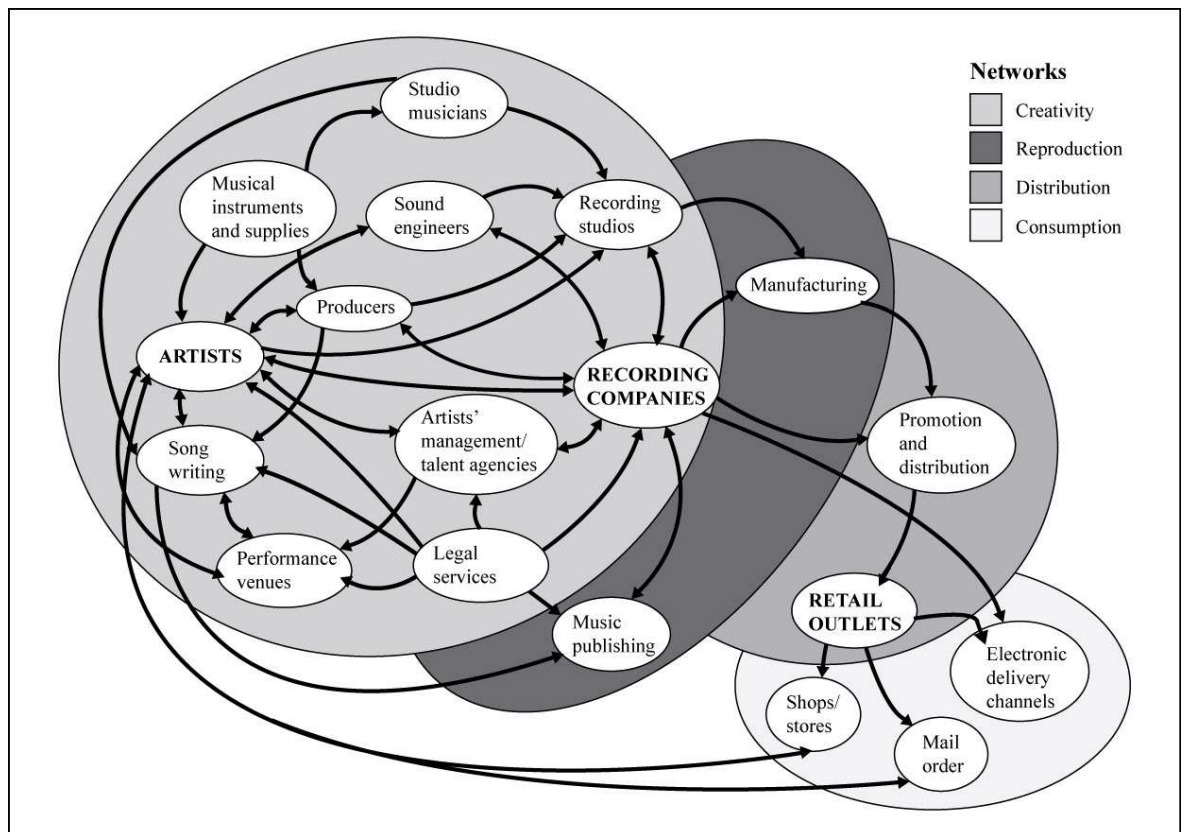 Networks
Creativity
Reproduction
Distribution
Consumption
Studio
musicians
Musical
instruments
and supplies
Sound
engineers
Recording
studios
Manufacturing
Producers
ARTISTS
RECORDING
COMPANIES
Artists'
management/
talent agencies
Promotion
and
distribution
Song
writing
Performance
venues
Legal
services
Music
publishing
RETAIL
OUTLETS
Electronic
delivery
channels
Shops/
stores
Mail
order